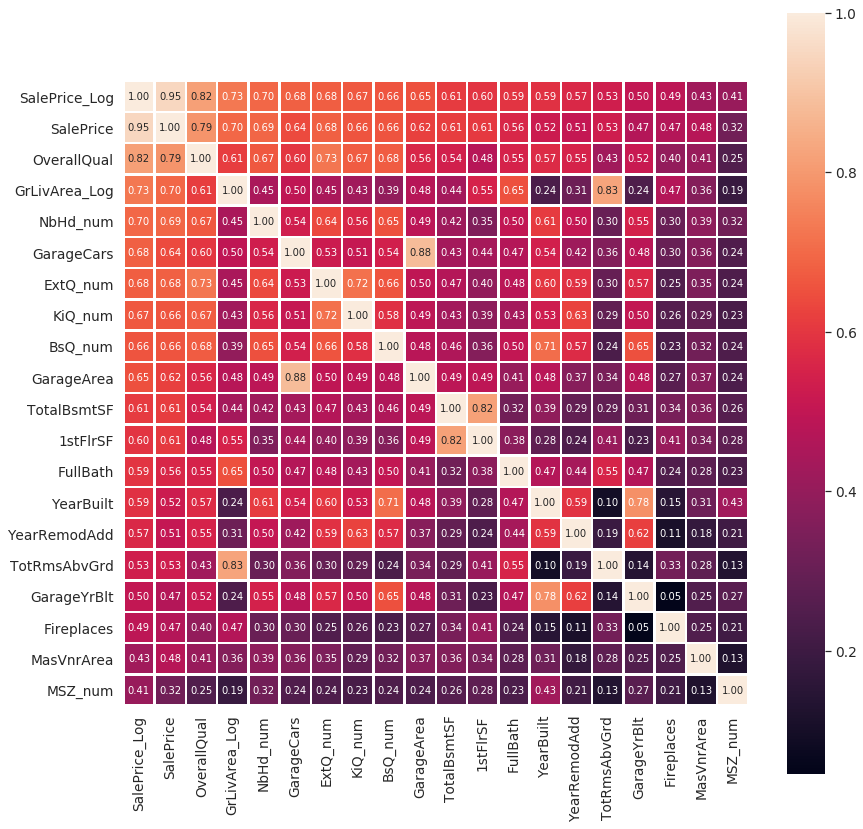 1.0
SalePrice_Log 1.00 0.95 0.82 0.73 0.70 0.68 0.68 0.67 0.66 0.65 0.61 0.60 0.59 0.59 0.57 0.53 0.50 0.49 0.43 0.41
SalePrice 0.95 1.00 0.79 0.70 0.69 0.64 0.68 0.66 0.66 0.62 0.61 0.61 0.56 0.52 0.51 0.53 0.47 0.47 0.48 0.32
OverallQual 0.82 0.79 1.00 0.61 0.67 0.60 0.73 0.67 0.68 0.56 0.54 0.48 0.55 0.57 0.55 0.43 0.52 0.40 0.41 0.25
0.8
GrLivArea_Log 0.73 0.70 0.61 1.00 0.45 0.50 0.45 0.43 0.39 0.48 0.44 0.55 0.65 0.24 0.31 0.83 0.24 0.47 0.36 0.19
NbHd_num 0.70 0.69 0.67 0.45 1.00 0.54 0.64 0.56 0.65 0.49 0.42 0.35 0.50 0.61 0.50 0.30 0.55 0.30 0.39 0.32
GarageCars 0.68 0.64 0.60 0.50 0.54 1.00 0.53 0.51 0.54 0.88 0.43 0.44 0.47 0.54 0.42 0.36 0.48 0.30 0.36 0.24
ExtQ_num 0.68 0.68 0.73 0.45 0.64 0.53 1.00 0.72 0.66 0.50 0.47 0.40 0.48 0.60 0.59 0.30 0.57 0.25 0.35 0.24
KiQ_num 0.67 0.66 0.67 0.43 0.56 0.51 0.72 1.00 0.58 0.49 0.43 0.39 0.43 0.53 0.63 0.29 0.50 0.26 0.29 0.23
0.6
BsQ_num 0.66 0.66 0.68 0.39 0.65 0.54 0.66 0.58 1.00 0.48 0.46 0.36 0.50 0.71 0.57 0.24 0.65 0.23 0.32 0.24
GarageArea 0.65 0.62 0.56 0.48 0.49 0.88 0.50 0.49 0.48 1.00 0.49 0.49 0.41 0.48 0.37 0.34 0.48 0.27 0.37 0.24
TotalBsmtSF 0.61 0.61 0.54 0.44 0.42 0.43 0.47 0.43 0.46 0.49 1.00 0.82 0.32 0.39 0.29 0.29 0.31 0.34 0.36 0.26
1stFlrSF 0.60 0.61 0.48 0.55 0.35 0.44 0.40 0.39 0.36 0.49 0.82 1.00 0.38 0.28 0.24 0.41 0.23 0.41 0.34 0.28
FullBath 0.59 0.56 0.55 0.65 0.50 0.47 0.48 0.43 0.50 0.41 0.32 0.38 1.00 0.47 0.44 0.55 0.47 0.24 0.28 0.23
0.4
YearBuilt 0.59 0.52 0.57 0.24 0.61 0.54 0.60 0.53 0.71 0.48 0.39 0.28 0.47 1.00 0.59 0.10 0.78 0.15 0.31 0.43
YearRemodAdd 0.57 0.51 0.55 0.31 0.50 0.42 0.59 0.63 0.57 0.37 0.29 0.24 0.44 0.59 1.00 0.19 0.62 0.11 0.18 0.21
TotRmsAbvGrd 0.53 0.53 0.43 0.83 0.30 0.36 0.30 0.29 0.24 0.34 0.29 0.41 0.55 0.10 0.19 1.00 0.14 0.33 0.28 0.13
GarageYrBlt 0.50 0.47 0.52 0.24 0.55 0.48 0.57 0.50 0.65 0.48 0.31 0.23 0.47 0.78 0.62 0.14 1.00 0.05 0.25 0.27
Fireplaces 0.49 0.47 0.40 0.47 0.30 0.30 0.25 0.26 0.23 0.27 0.34 0.41 0.24 0.15 0.11 0.33 0.05 1.00 0.25 0.21
0.2
MasVnrArea 0.43 0.48 0.41 0.36 0.39 0.36 0.35 0.29 0.32 0.37 0.36 0.34 0.28 0.31 0.18 0.28 0.25 0.25 1.00 0.13
MSZ_num 0.41 0.32 0.25 0.19 0.32 0.24 0.24 0.23 0.24 0.24 0.26 0.28 0.23 0.43 0.21 0.13 0.27 0.21 0.13 1.00
SalePrice_Log
SalePrice
OverallQual
GrLivArea_Log
NbHd_num
GarageCars
ExtQ_num
KiQ_num
BsQ_num
GarageArea
TotalBsmtSF
1stFlrSF
FullBath
YearBuilt
YearRemodAdd
TotRmsAbvGrd
GarageYrBlt
Fireplaces
MasVnrArea
MSZ_num